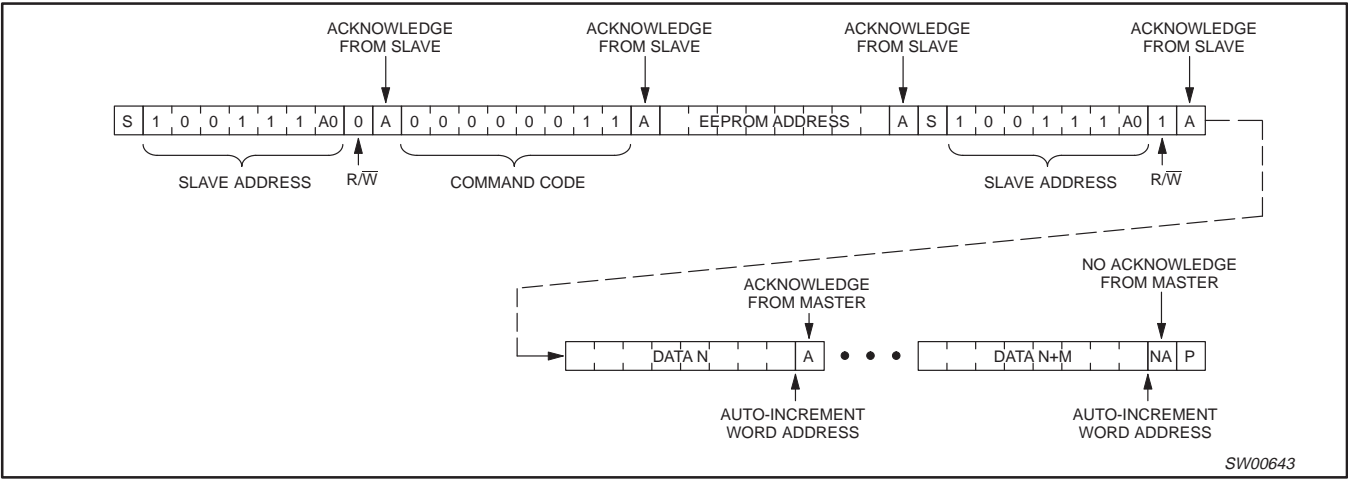 ACKNOWLEDGE ACKNOWLEDGE ACKNOWLEDGE ACKNOWLEDGE
FROM SLAVE FROM SLAVE FROM SLAVE FROM SLAVE
S 1 0 0 1 1 1 A0 0 A 0 0 0 0 0 0 1 1 A EEPROM ADDRESS A S 1 0 0 1 1 1 A0 1 A
SLAVE ADDRESS R/W̅ COMMAND CODE SLAVE ADDRESS R/W̅
ACKNOWLEDGE NO ACKNOWLEDGE
FROM MASTER FROM MASTER
DATA N A • • • DATA N+M NA P
AUTO-INCREMENT AUTO-INCREMENT
WORD ADDRESS WORD ADDRESS
SW00643